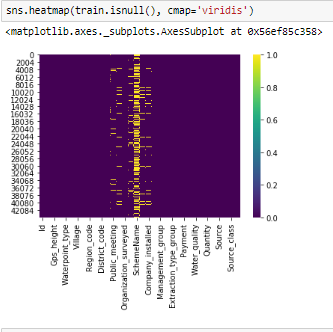 sns.heatmap(train.isnull(), cmap='viridis')
<matplotlib.axes._subplots.AxesSubplot at 0x56ef85c358>
0
2004
4008
6012
8016
10020
12024
14028
16032
18036
20040
22044
24048
26052
28056
30060
32064
34068
36072
38076
40080
42084
1.0
0.8
0.6
0.4
0.2
0.0
Id
Gps_height
Waterpoint_type
Village
Region_code
District_code
Public_meeting
Organization_surveyed
SchemeName
Company_installed
Management_group
Extraction_type_group
Payment
Water_quality
Quantity
Source
Source_class